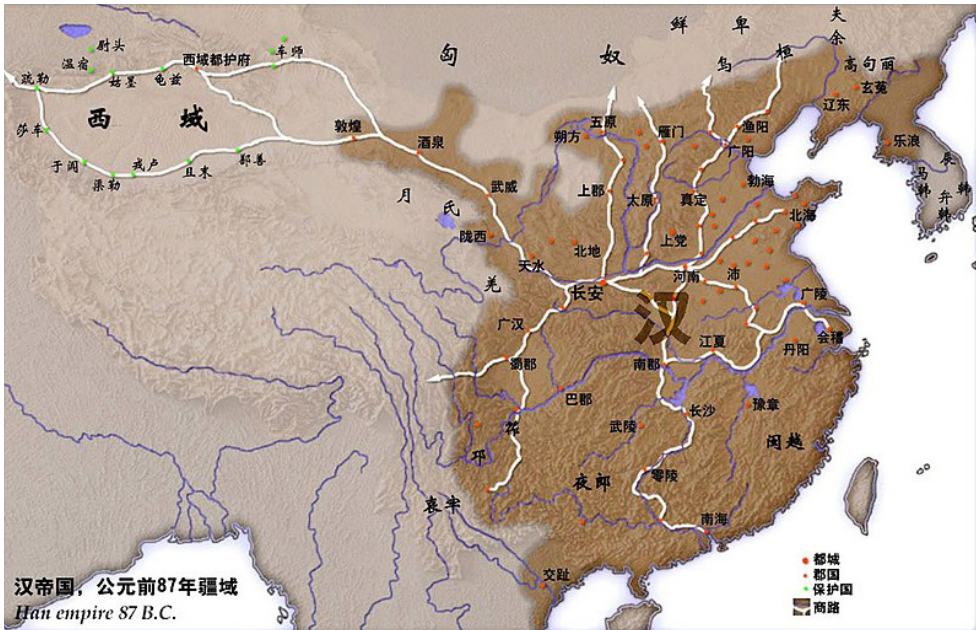 鲜 卑
夫余
匈 奴
乌 桓
高句丽
尉头
车师
西域都护府
温宿
龟兹
姑墨
疏勒
玄菟
辽东
西 域
莎车
敦煌
酒泉
五原
朔方
雁门
渔阳
广阳
乐浪
辰韩
马韩
弁韩
于阗
渠勒
戎卢
且末
鄯善
武威
月 氏
上郡
太原
真定
勃海
北海
陇西
北地
上党
天水
羌
长安
河南
沛
广陵
汉
广汉
江夏
丹阳
会稽
蜀郡
南郡
巴郡
长沙
豫章
武陵
闽越
邛 笮
零陵
夜郎
哀牢
南海
交趾
都城
郡国
保护国
商路
汉帝国，公元前87年疆域
Han empire 87 B.C.